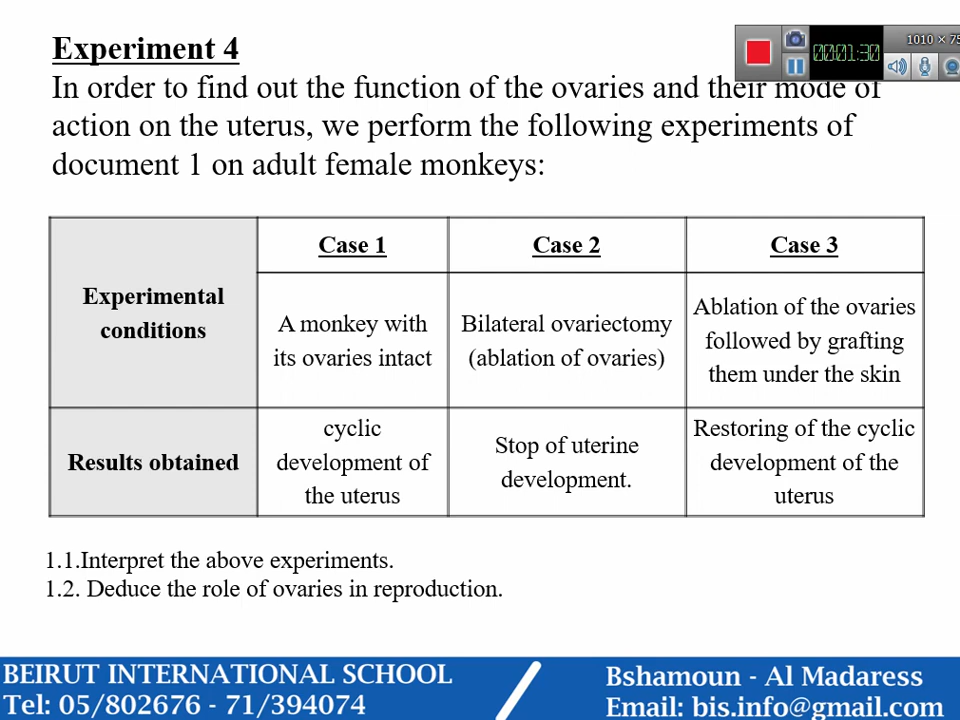 Experiment 4
In order to find out the function of the ovaries and their mode of
action on the uterus, we perform the following experiments of
document 1 on adult female monkeys:
00:01:30
1010 × 75
Experimental
conditions
Case 1
Case 2
Case 3
A monkey with
its ovaries intact
Bilateral ovariectomy
(ablation of ovaries)
Ablation of the ovaries
followed by grafting
them under the skin
Results obtained
cyclic
development of
the uterus
Stop of uterine
development.
Restoring of the cyclic
development of the
uterus
1.1.Interpret the above experiments.
1.2. Deduce the role of ovaries in reproduction.
BEIRUT INTERNATIONAL SCHOOL
Tel: 05/802676 - 71/394074
Bshamoun - Al Madaress
Email: bis.info@gmail.com